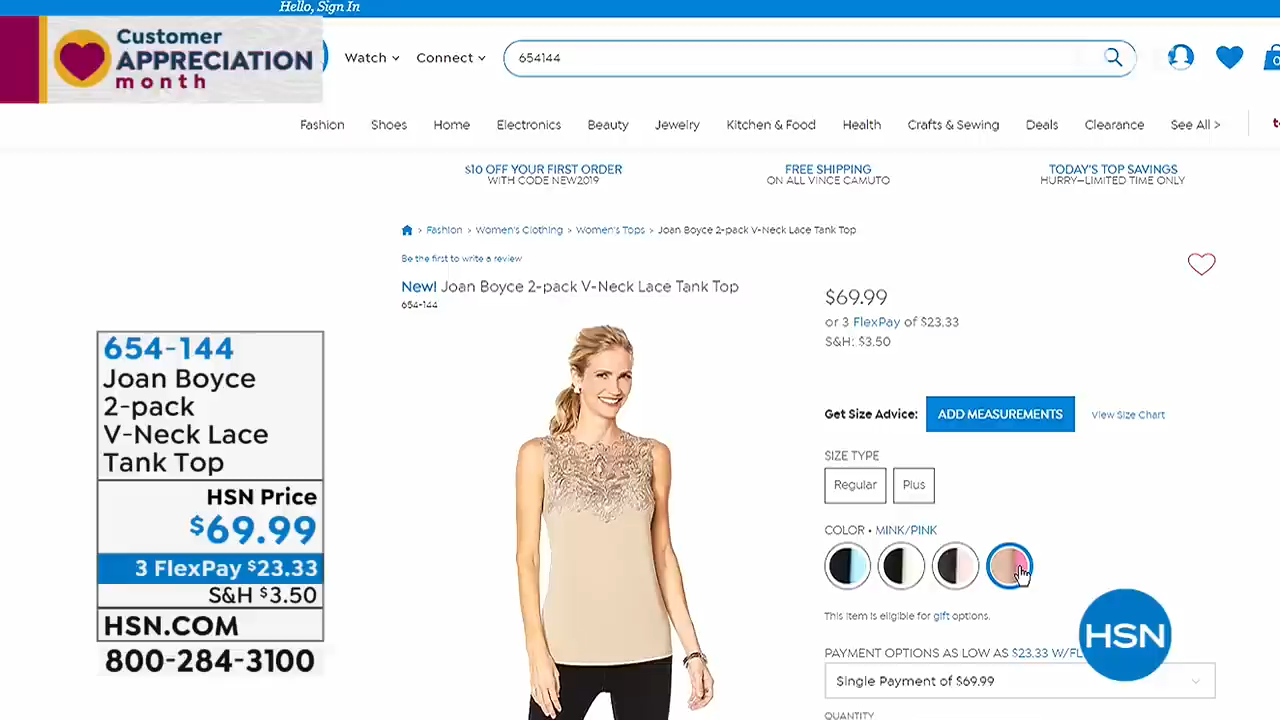 Hello, Sign In
Customer
APPRECIATION
month
Watch
Connect
654144
0
Fashion
Shoes
Home
Electronics
Beauty
Jewelry
Kitchen & Food
Health
Crafts & Sewing
Deals
Clearance
See All >
$10 OFF YOUR FIRST ORDER
WITH CODE NEW2019
FREE SHIPPING
ON ALL VINCE CAMUTO
TODAY'S TOP SAVINGS
HURRY—LIMITED TIME ONLY
> Fashion > Women's Clothing > Women's Tops > Joan Boyce 2-pack V-Neck Lace Tank Top
Be the first to write a review
New! Joan Boyce 2-pack V-Neck Lace Tank Top
654-144
$69.99
or 3 FlexPay of $23.33
S&H: $3.50
Get Size Advice: ADD MEASUREMENTS View Size Chart
SIZE TYPE
Regular
Plus
COLOR • MINK/PINK
This item is eligible for gift options.
PAYMENT OPTIONS AS LOW AS $23.33 W/FL
Single Payment of $69.99
QUANTITY
654-144
Joan Boyce
2-pack
V-Neck Lace
Tank Top
HSN Price
$69.99
3 FlexPay $23.33
S&H $3.50
HSN.COM
800-284-3100
HSN